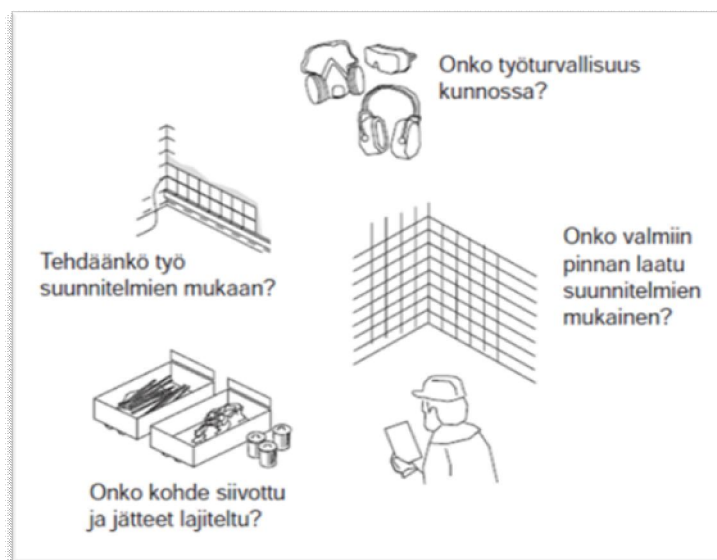 Onko työturvallisuus
kunnossa?
Tehdäänkö työ
suunnitelmien mukaan?
Onko valmiin
pinnan laatu
suunnitelmien
mukainen?
Onko kohde siivottu
ja jätteet lajiteltu?